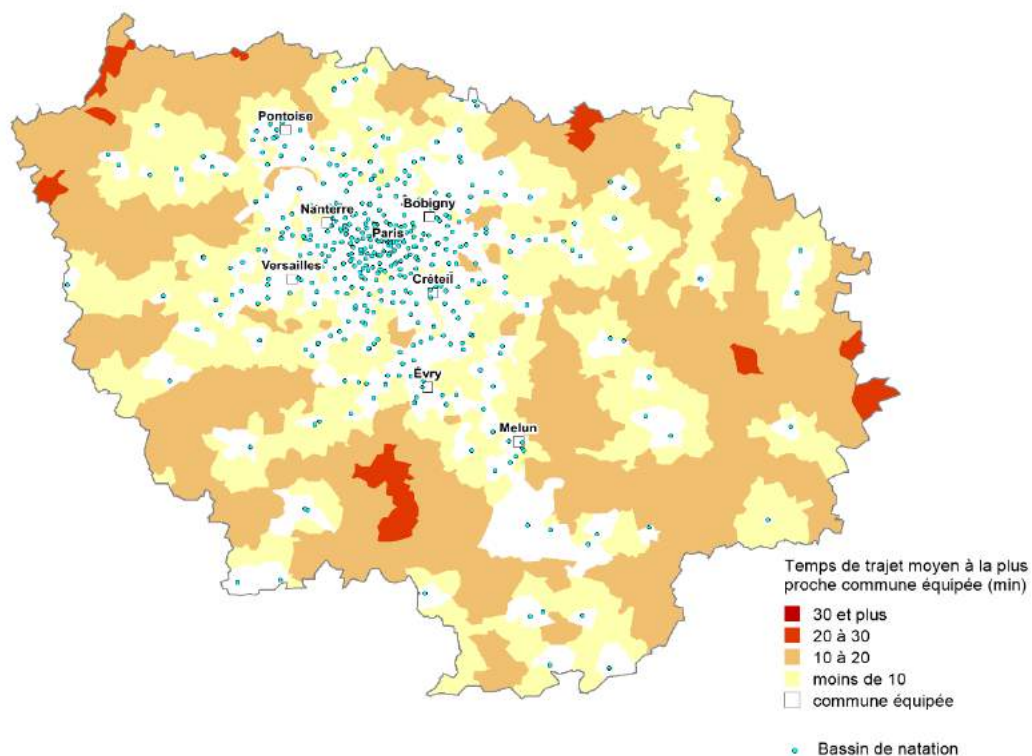 Pontoise
Nanterre
Bobigny
Paris
Versailles
Créteil
Évry
Melun
Temps de trajet moyen à la plus
proche commune équipée (min)
30 et plus
20 à 30
10 à 20
moins de 10
commune équipée
Bassin de natation